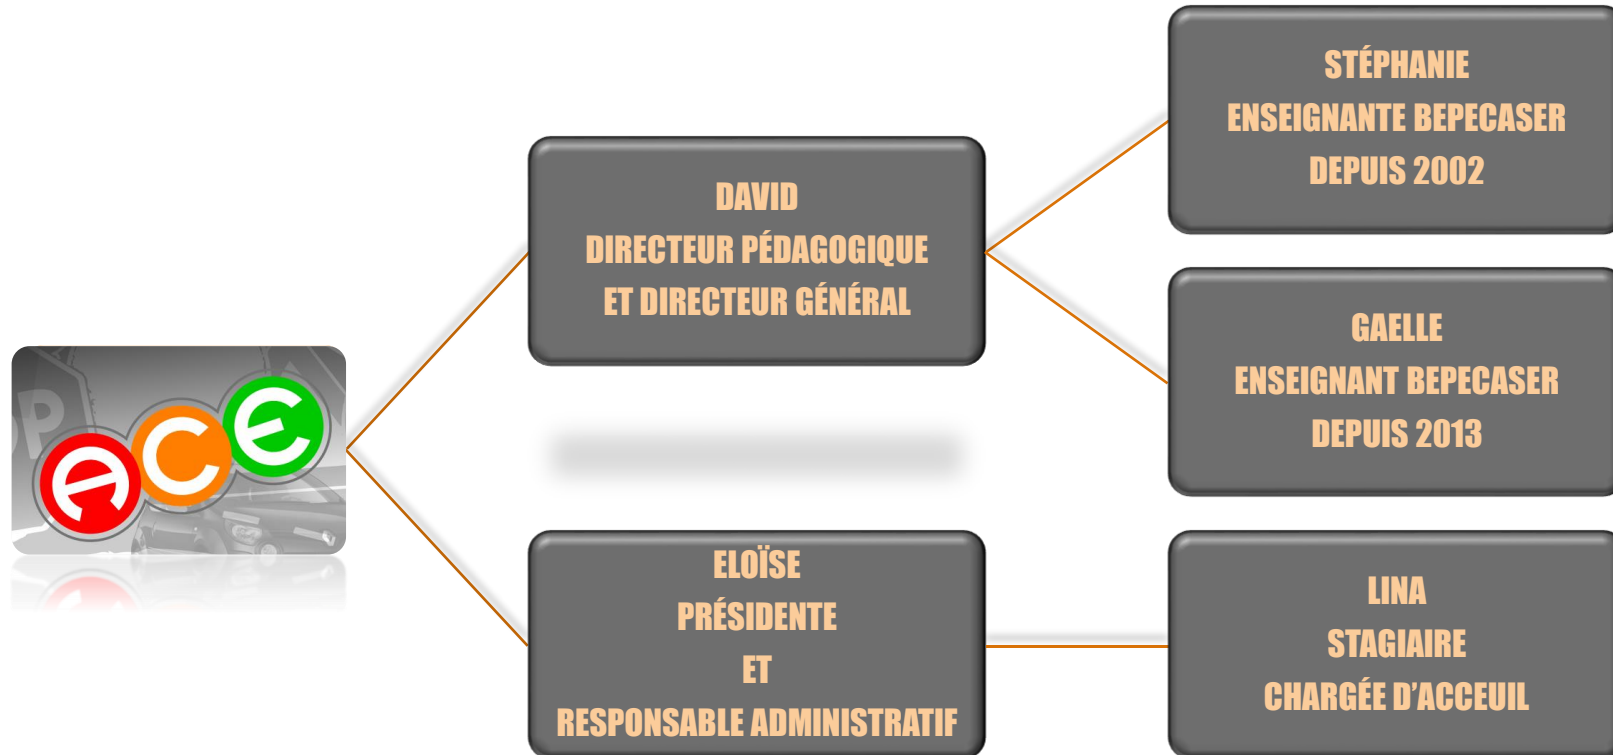 STÉPHANIE
ENSEIGNANTE BEPECASER
DEPUIS 2002
DAVID
DIRECTEUR PÉDAGOGIQUE
ET DIRECTEUR GÉNÉRAL
GAELLE
ENSEIGNANT BEPECASER
DEPUIS 2013
ACE
ELOÏSE
PRÉSIDENTE
ET
RESPONSABLE ADMINISTRATIF
LINA
STAGIAIRE
CHARGÉE D'ACCEUIL